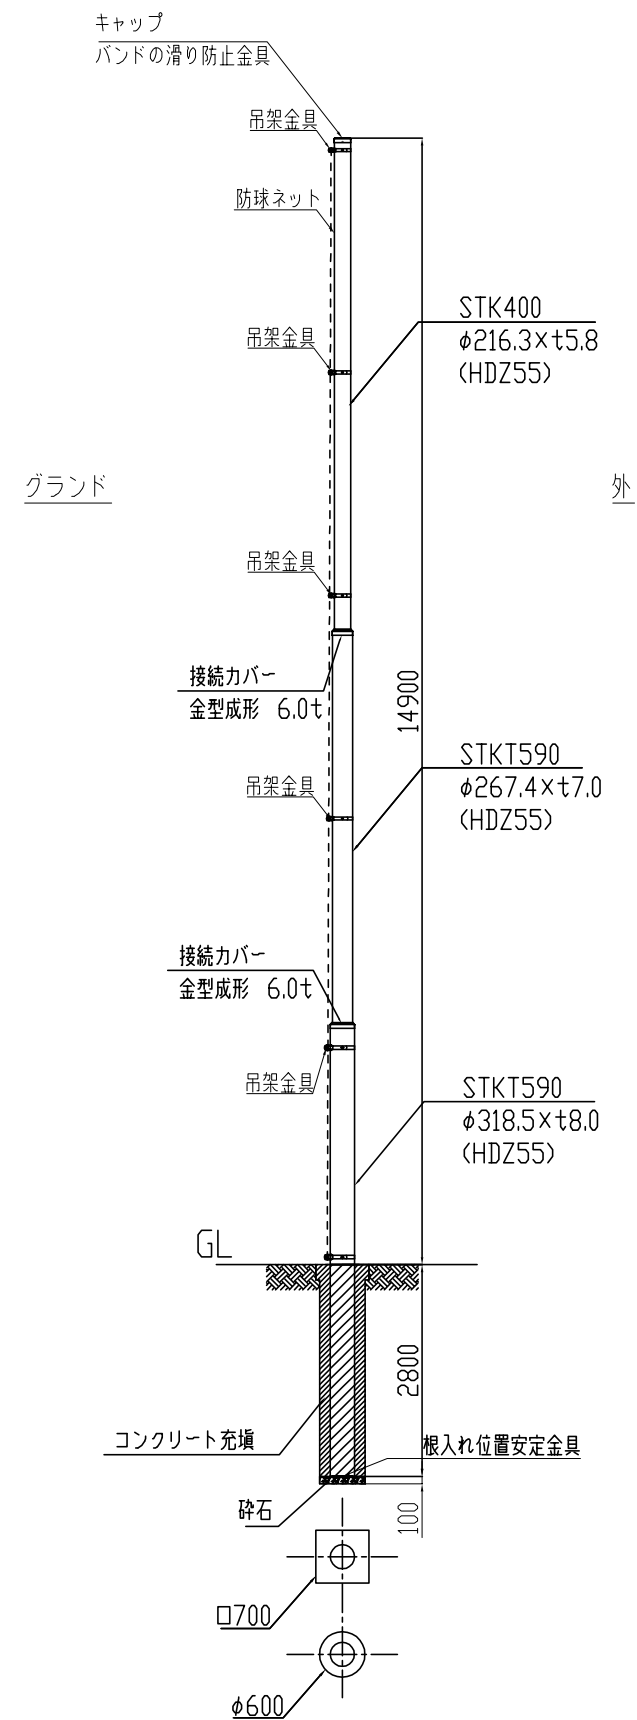 キャップ
バンドの滑り防止金具
吊架金具
防球ネット
STK400
φ216.3×t5.8
(HDZ55)
吊架金具
グランド
外
吊架金具
接続カバー
金型成形 6.0t
14900
STKT590
φ267.4×t7.0
(HDZ55)
吊架金具
接続カバー
金型成形 6.0t
吊架金具
STKT590
φ318.5×t8.0
(HDZ55)
GL
2800
コンクリート充填
根入れ位置安定金具
砕石
100
□700
φ600